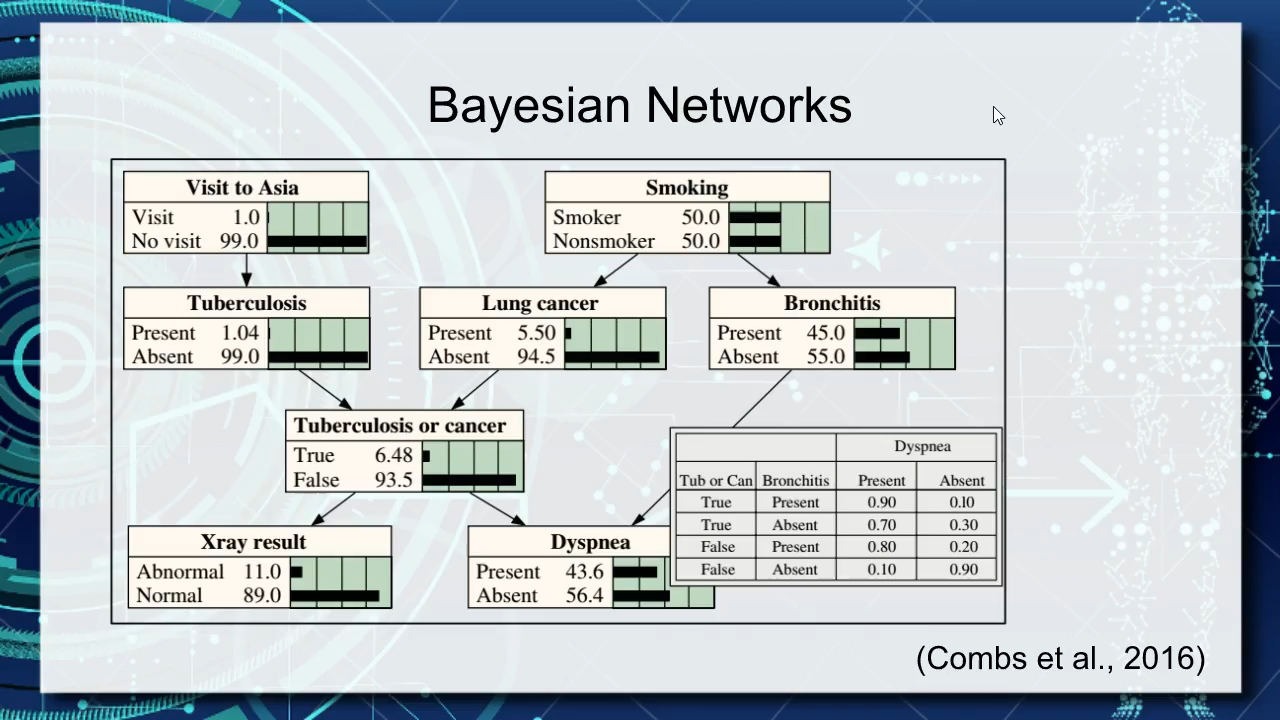 Bayesian Networks
Visit to Asia
Visit 1.0
No visit 99.0
Smoking
Smoker 50.0
Nonsmoker 50.0
Tuberculosis
Present 1.04
Absent 99.0
Lung cancer
Present 5.50
Absent 94.5
Bronchitis
Present 45.0
Absent 55.0
Tuberculosis or cancer
True 6.48
False 93.5
Dyspnea
Tub or Can Bronchitis Present Absent
True Present 0.90 0.10
True Absent 0.70 0.30
False Present 0.80 0.20
False Absent 0.10 0.90
Xray result
Abnormal 11.0
Normal 89.0
Dyspnea
Present 43.6
Absent 56.4
(Combs et al., 2016)